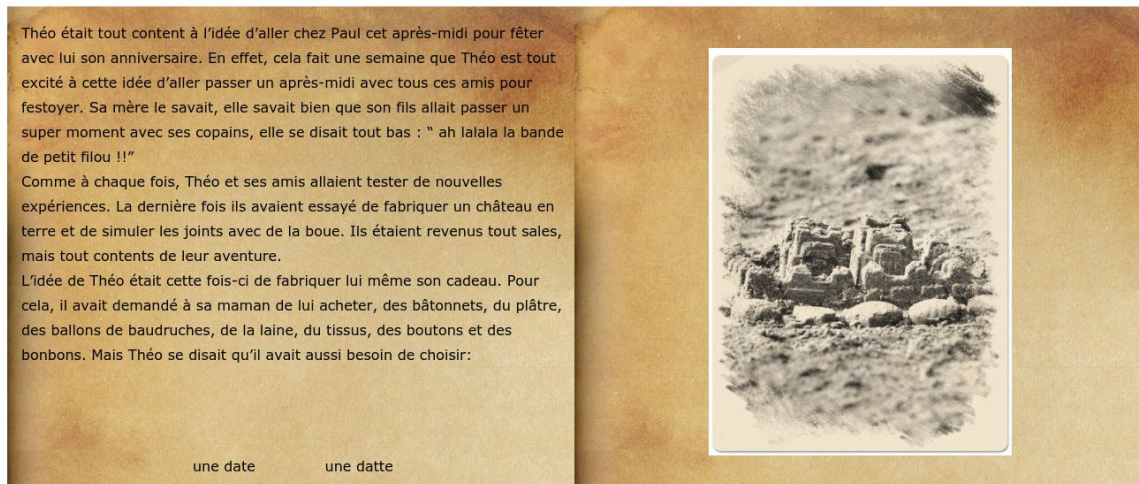 Théo était tout content à l’idée d’aller chez Paul cet après-midi pour fêter
avec lui son anniversaire. En effet, cela fait une semaine que Théo est tout
excité à cette idée d’aller passer un après-midi avec tous ces amis pour
festoyer. Sa mère le savait, elle savait bien que son fils allait passer un
super moment avec ses copains, elle se disait tout bas : “ ah lalala la bande
de petit filou !!”
Comme à chaque fois, Théo et ses amis allaient tester de nouvelles
expériences. La dernière fois ils avaient essayé de fabriquer un château en
terre et de simuler les joints avec de la boue. Ils étaient revenus tout sales,
mais tout contents de leur aventure.
L’idée de Théo était cette fois-ci de fabriquer lui même son cadeau. Pour
cela, il avait demandé à sa maman de lui acheter, des bâtonnets, du plâtre,
des ballons de baudruches, de la laine, du tissus, des boutons et des
bonbons. Mais Théo se disait qu’il avait aussi besoin de choisir:
une date une datte